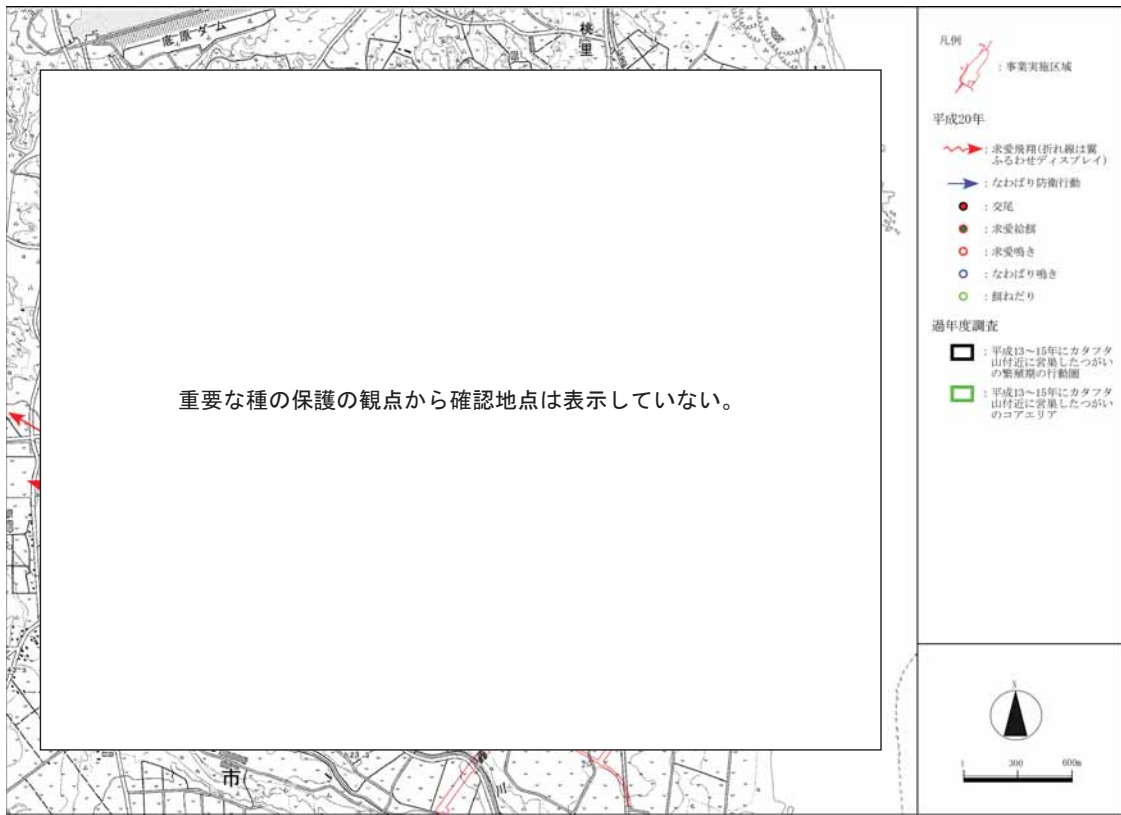 底原ダム
桃里
重要な種の保護の観点から確認地点は表示していない。
市
川
凡例
：事業実施区域
平成20年
：求愛飛翔(折れ線は翼
ふるわせディスプレイ)
：なわばり防衛行動
：交尾
：求愛給餌
：求愛鳴き
：なわばり鳴き
：餌ねだり
過年度調査
：平成13～15年にカタフタ
山付近に営巣したつがい
の繁殖期の行動圏
：平成13～15年にカタフタ
山付近に営巣したつがい
のコアエリア
N
300
600m